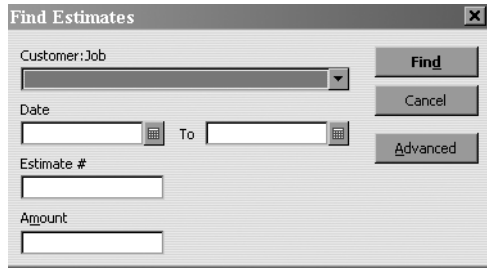 Find Estimates
Customer:Job
Find
Cancel
Date
To
Advanced
Estimate #
Amount